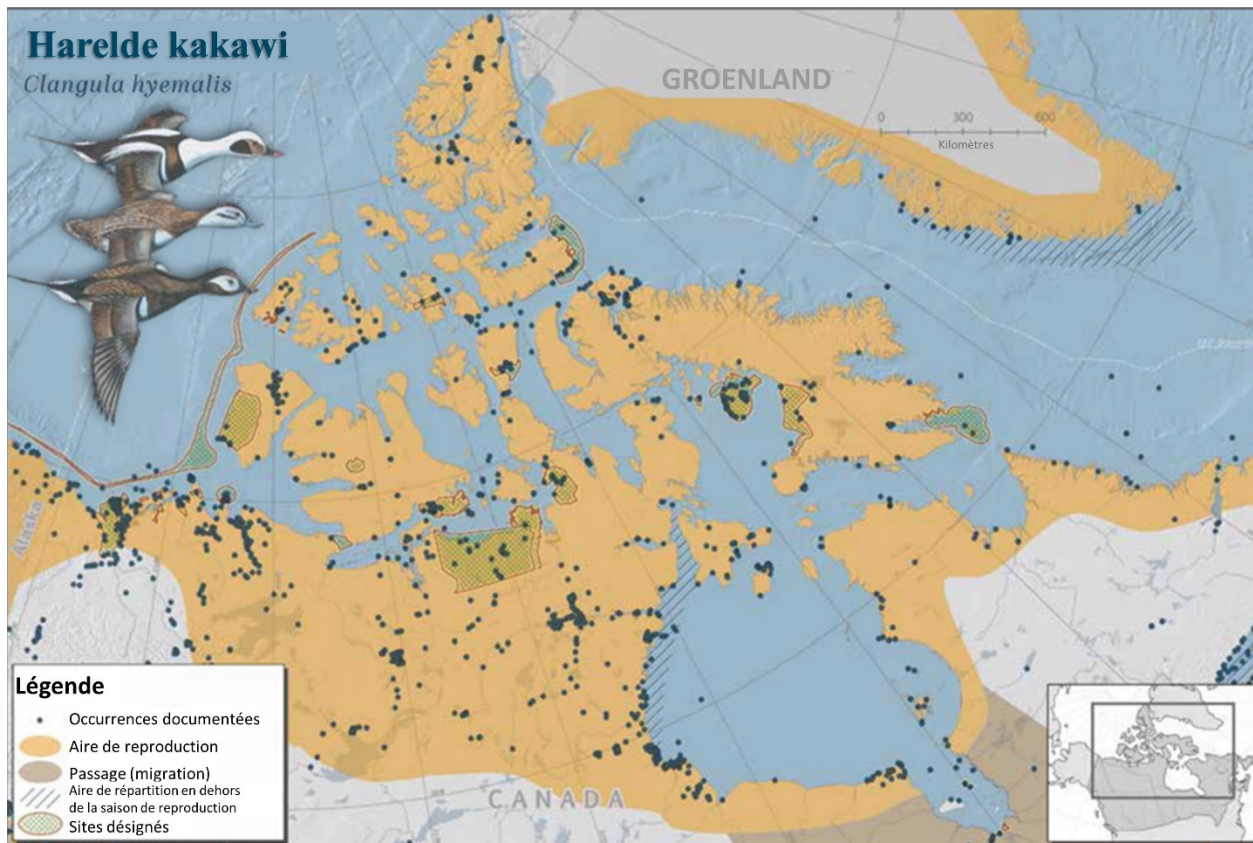 Harelde kakawi
Clangula hyemalis
GROENLAND
0 300 600
Kilomètres
Alaska
CANADA
Légende
Occurrences documentées
Aire de reproduction
Passage (migration)
Aire de répartition en dehors
de la saison de reproduction
Sites désignés